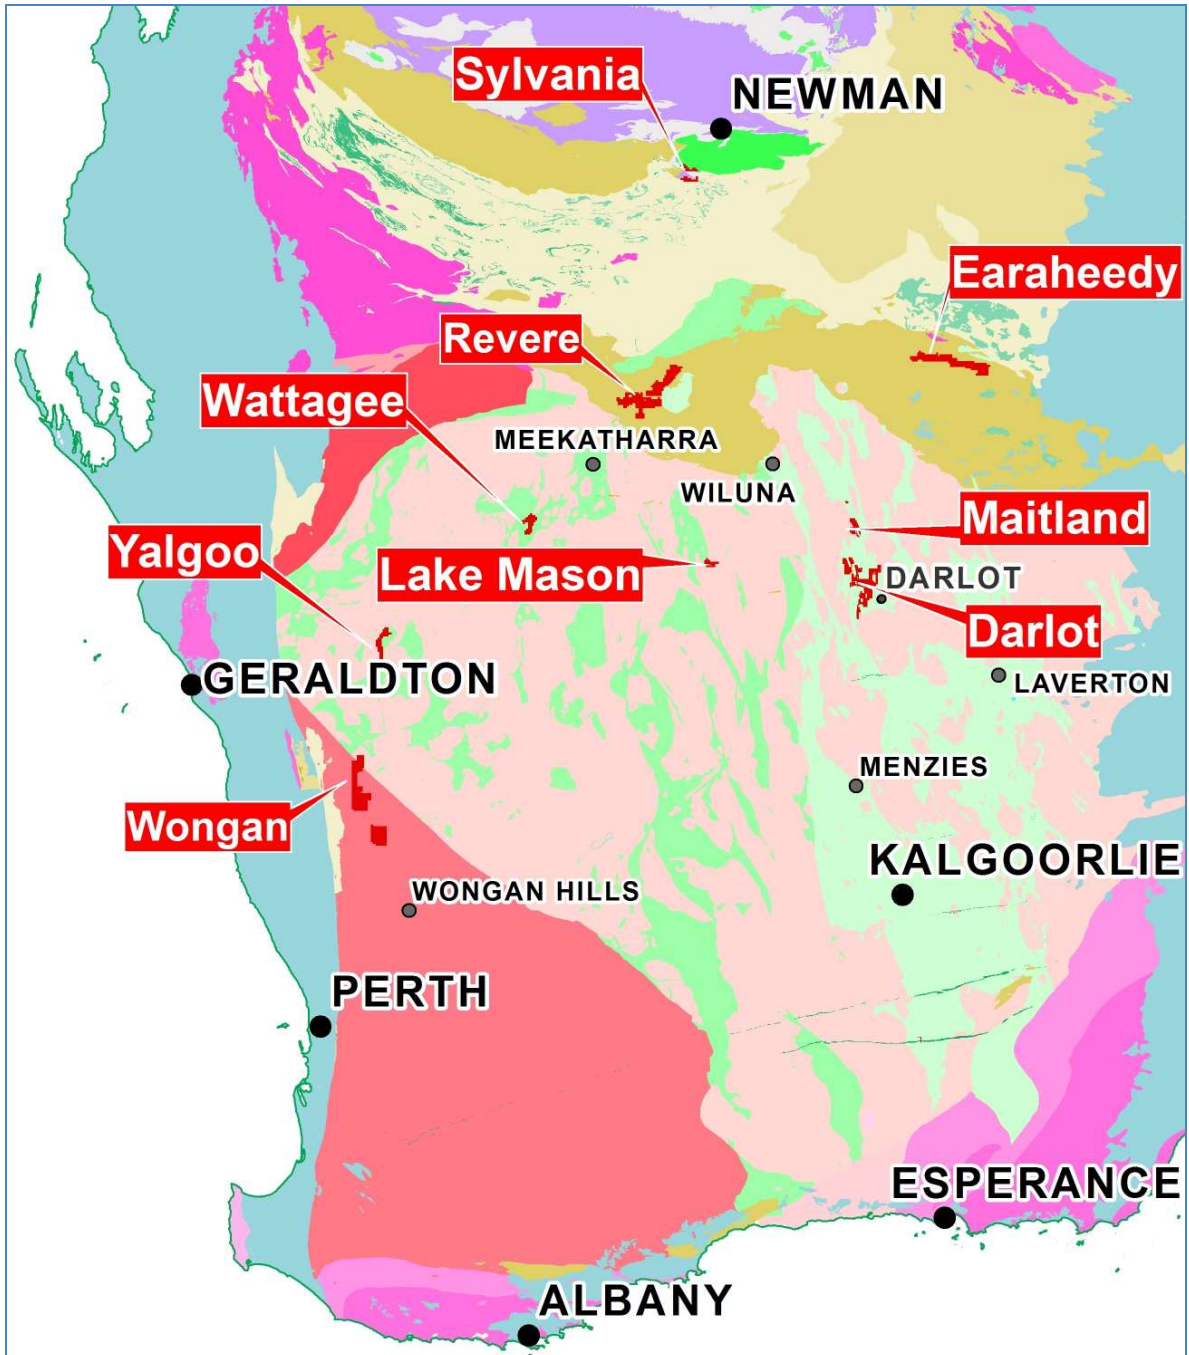 Sylvania
NEWMAN
Earaheedy
Revere
Wattagee
MEEKATHARRA
WILUNA
Maitland
Yalgoo
Lake Mason
DARLOT
Darlot
GERALDTON
LAVERTON
MENZIES
Wongan
KALGOORLIE
WONGAN HILLS
PERTH
ESPERANCE
ALBANY